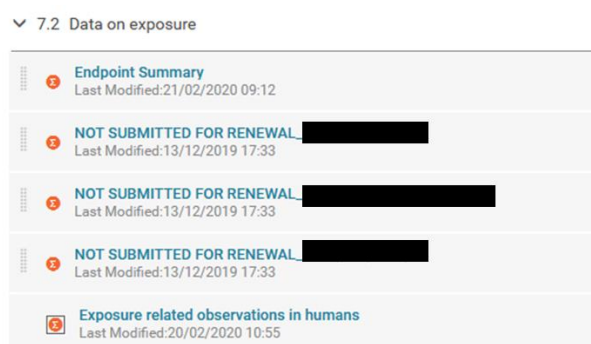 7.2 Data on exposure
Endpoint Summary
Last Modified:21/02/2020 09:12
NOT SUBMITTED FOR RENEWAL_
Last Modified:13/12/2019 17:33
NOT SUBMITTED FOR RENEWAL_
Last Modified:13/12/2019 17:33
NOT SUBMITTED FOR RENEWAL_
Last Modified:13/12/2019 17:33
Exposure related observations in humans
Last Modified:20/02/2020 10:55